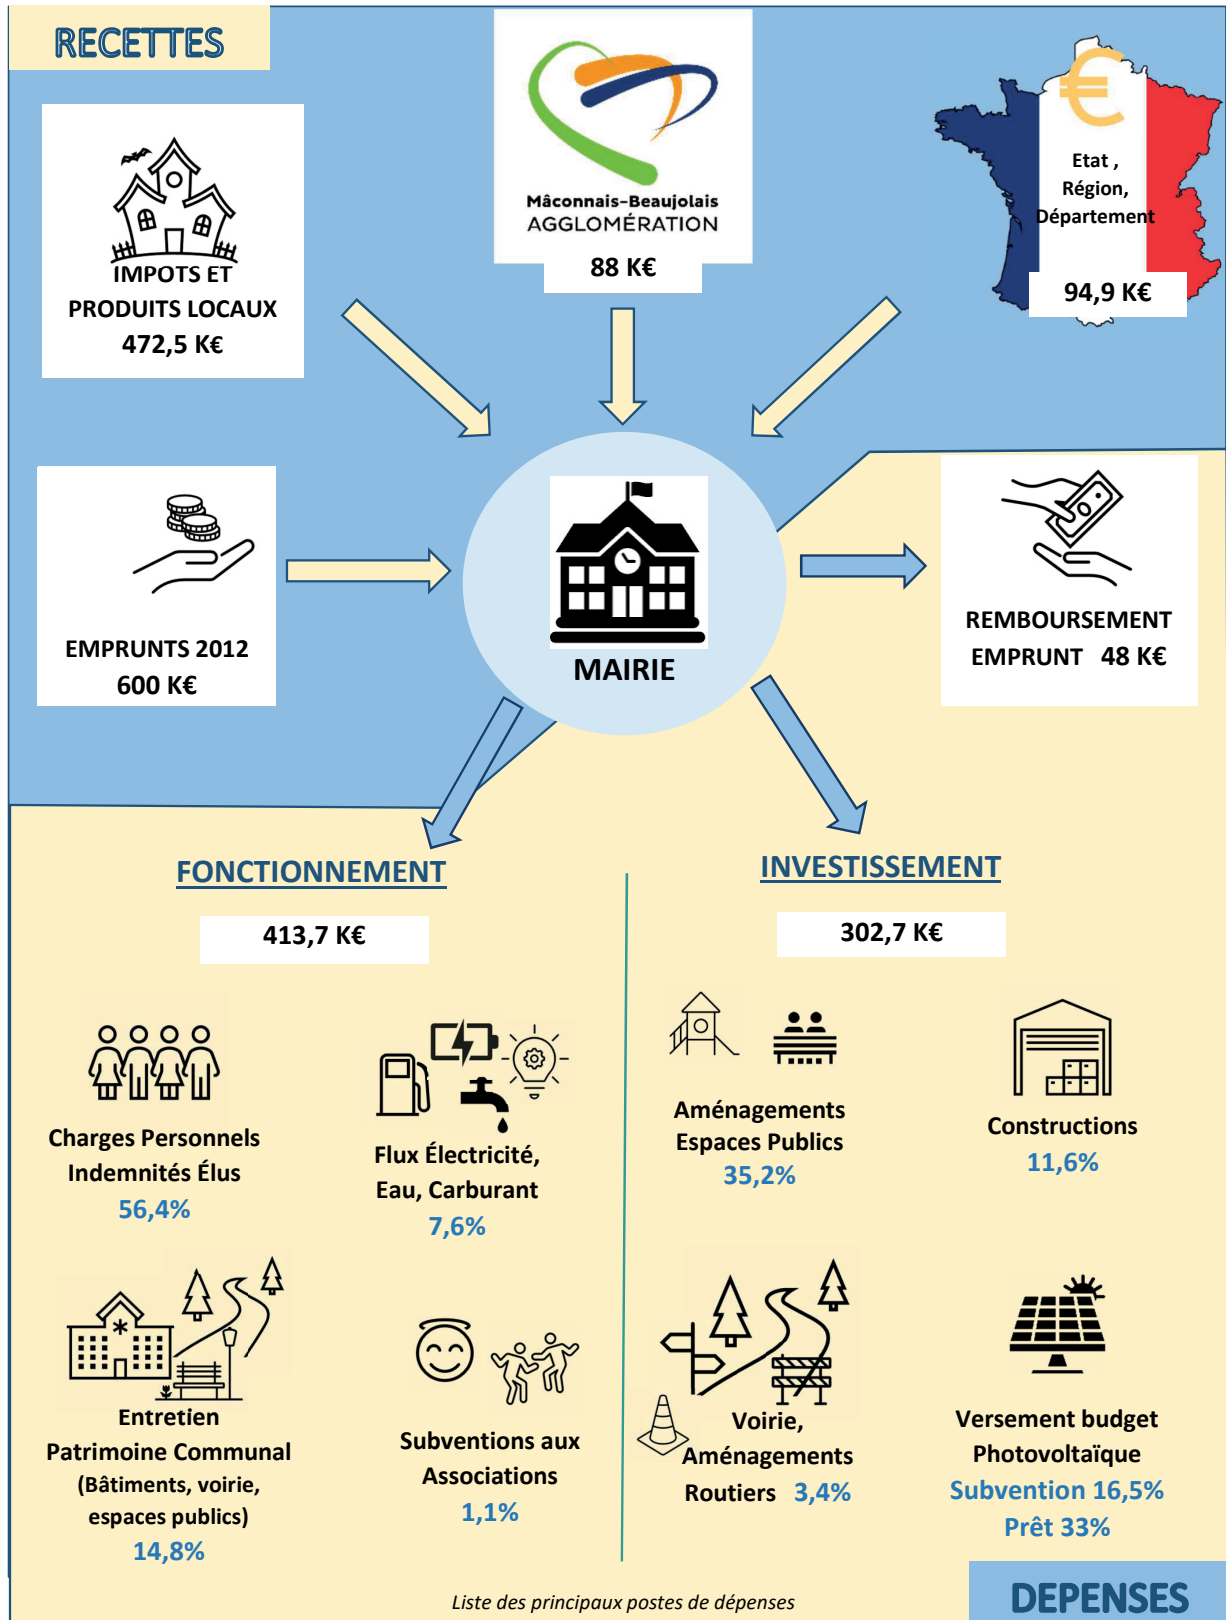 RECETTES
IMPOTS ET
PRODUITS LOCAUX
472,5 K€
Mâconnais-Beaujolais
AGGLOMÉRATION
88 K€
€
Etat ,
Région,
Département
94,9 K€
EMPRUNTS 2012
600 K€
MAIRIE
REMBOURSEMENT
EMPRUNT 48 K€
FONCTIONNEMENT
413,7 K€
Charges Personnels
Indemnités Élus
56,4%
Flux Électricité,
Eau, Carburant
7,6%
Entretien
Patrimoine Communal
(Bâtiments, voirie,
espaces publics)
14,8%
Subventions aux
Associations
1,1%
INVESTISSEMENT
302,7 K€
Aménagements
Espaces Publics
35,2%
Constructions
11,6%
Voirie,
Aménagements
Routiers 3,4%
Versement budget
Photovoltaïque
Subvention 16,5%
Prêt 33%
Liste des principaux postes de dépenses
DEPENSES